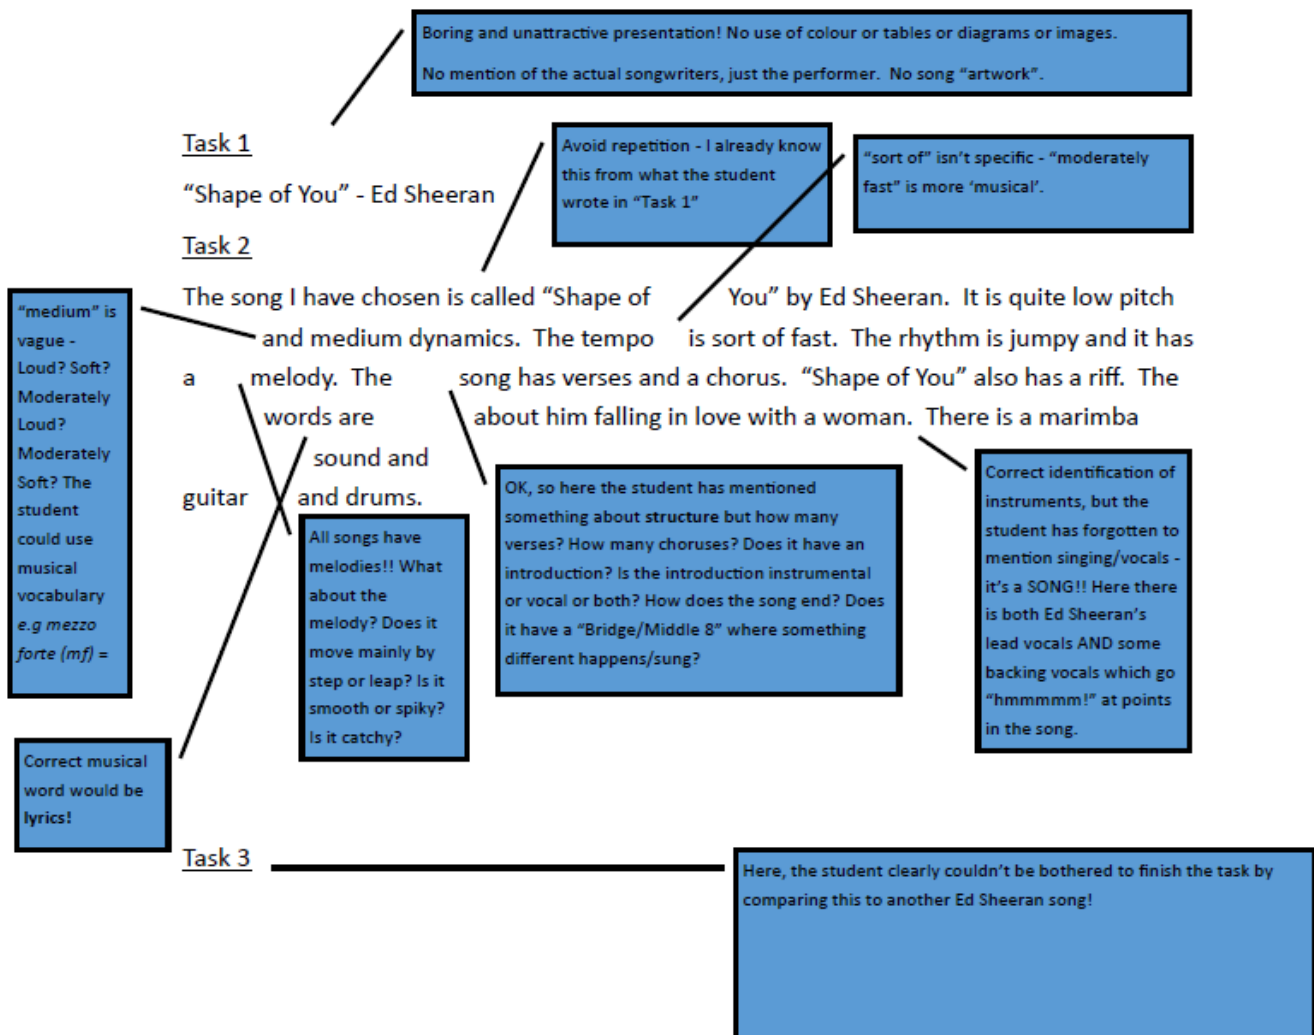 Boring and unattractive presentation! No use of colour or tables or diagrams or images.
No mention of the actual songwriters, just the performer. No song "artwork".
Task 1
"Shape of You" - Ed Sheeran
Avoid repetition - I already know
this from what the student
wrote in "Task 1"
"sort of" isn't specific - "moderately
fast" is more 'musical'.
Task 2
The song I have chosen is called "Shape of You" by Ed Sheeran. It is quite low pitch
and medium dynamics. The tempo is sort of fast. The rhythm is jumpy and it has
a melody. The song has verses and a chorus. "Shape of You" also has a riff. The
words are about him falling in love with a woman. There is a marimba
sound and
guitar and drums.
"medium" is
vague -
Loud? Soft?
Moderately
Loud?
Moderately
Soft? The
student
could use
musical
vocabulary
e.g mezzo
forte (mf) =
All songs have
melodies!! What
about the
melody? Does it
move mainly by
step or leap? Is it
smooth or spiky?
Is it catchy?
OK, so here the student has mentioned
something about structure but how many
verses? How many choruses? Does it have an
introduction? Is the introduction instrumental
or vocal or both? How does the song end? Does
it have a "Bridge/Middle 8" where something
different happens/sung?
Correct identification of
instruments, but the
student has forgotten to
mention singing/vocals -
it's a SONG!! Here there
is both Ed Sheeran's
lead vocals AND some
backing vocals which go
"hmmmmm!" at points
in the song.
Correct musical
word would be
lyrics!
Task 3
Here, the student clearly couldn't be bothered to finish the task by
comparing this to another Ed Sheeran song!